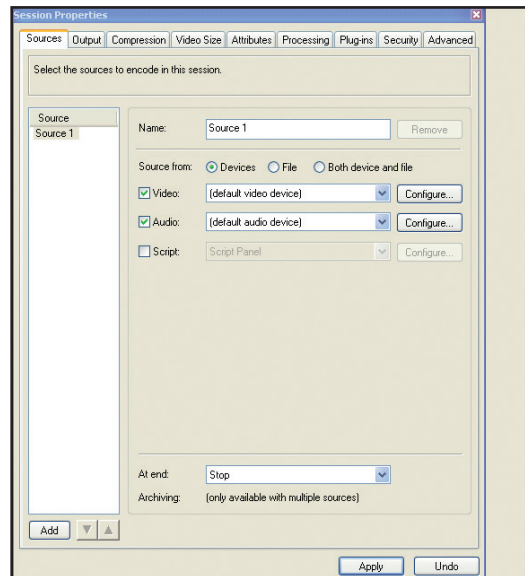 Session Properties
Sources Output Compression Video Size Attributes Processing Plug-ins Security Advanced
Select the sources to encode in this session.
Source
Source 1
Name: Source 1 Remove
Source from: Devices File Both device and file
Video: (default video device) Configure...
Audio: (default audio device) Configure...
Script: Script Panel Configure...
At end: Stop
Archiving: (only available with multiple sources)
Add
Apply Undo